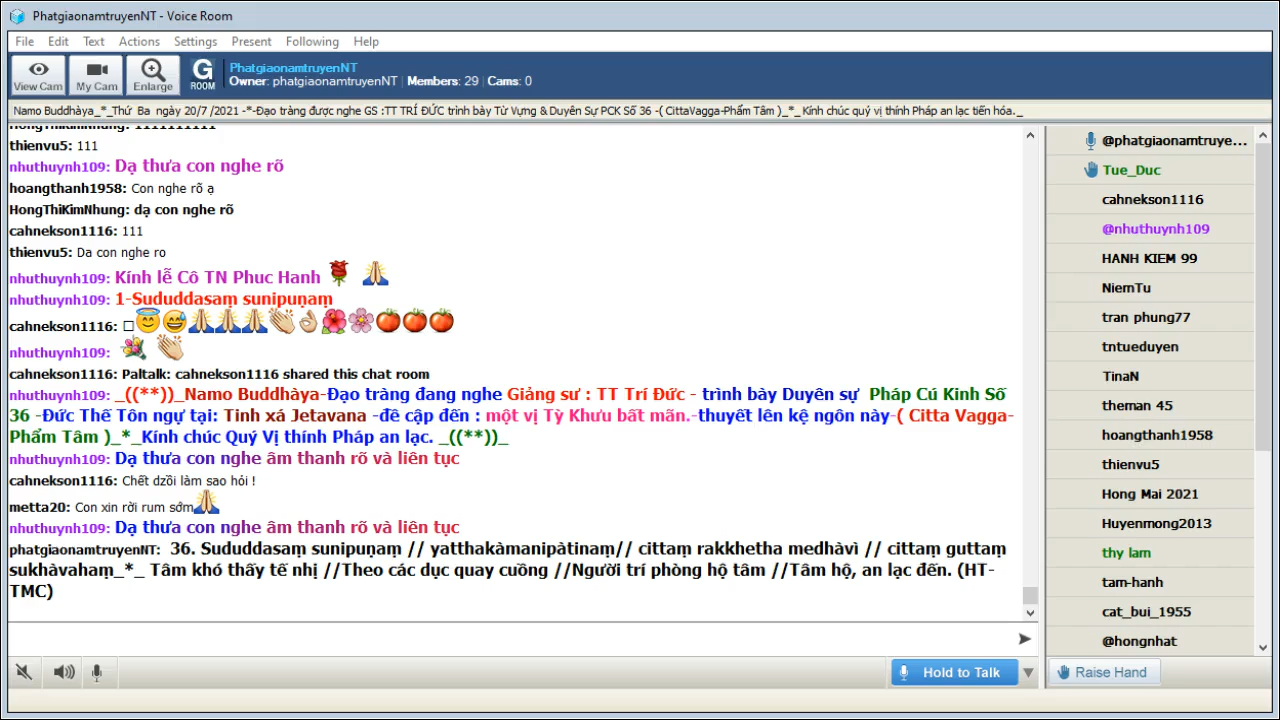 PhatgiaonamtruyenNT - Voice Room
File Edit Text Actions Settings Present Following Help
View Cam My Cam Enlarge G ROOM
PhatgiaonamtruyenNT
Owner: phatgiaonamtruyenNT | Members: 29 | Cams: 0
Namo Buddhàya_*_Thứ Ba ngày 20/7 /2021 -*-Đạo tràng được nghe GS :TT TRÍ ĐỨC trình bày Từ Vựng & Duyên Sự PCK Số 36 -( CittaVagga-Phẩm Tâm )_*_ Kính chúc quý vị thính Pháp an lạc tiến hóa._
HongThiKimNhung: 1111111111
thienvu5: 111
nhuthuynh109: Dạ thưa con nghe rõ
hoangthanh1958: Con nghe rõ ạ
HongThiKimNhung: dạ con nghe rõ
cahnekson1116: 111
thienvu5: Da con nghe ro
nhuthuynh109: Kính lễ Cô TN Phuc Hanh 🌹 🙏
nhuthuynh109: 1-Sududdasaṃ sunipuṇaṃ
cahnekson1116: □😇😅🙏🙏🙏👏👌🌺🌸🍅🍅🍅
nhuthuynh109: 💐 👏
cahnekson1116: Paltalk: cahnekson1116 shared this chat room
nhuthuynh109: _((**))_Namo Buddhàya-Đạo tràng đang nghe Giảng sư : TT Trí Đức - trình bày Duyên sự Pháp Cú Kinh Số
36 -Đức Thế Tôn ngự tại: Tinh xá Jetavana -đề cập đến : một vị Tỳ Khưu bất mãn.-thuyết lên kệ ngôn này-( Citta Vagga-
Phẩm Tâm )_*_Kính chúc Quý Vị thính Pháp an lạc. _((**))_
nhuthuynh109: Dạ thưa con nghe âm thanh rõ và liên tục
cahnekson1116: Chết dzồi làm sao hỏi !
metta20: Con xin rời rum sớm🙏
nhuthuynh109: Dạ thưa con nghe âm thanh rõ và liên tục
phatgiaonamtruyenNT: 36. Sududdasaṃ sunipuṇaṃ // yatthakàmanipàtinaṃ// cittaṃ rakkhetha medhàvì // cittaṃ guttaṃ
sukhàvahaṃ_*_ Tâm khó thấy tế nhị //Theo các dục quay cuồng //Người trí phòng hộ tâm //Tâm hộ, an lạc đến. (HT-
TMC)
Hold to Talk
@phatgiaonamtruye...
Tue_Duc
cahnekson1116
@nhuthuynh109
HANH KIEM 99
NiemTu
tran phung77
tntueduyen
TinaN
theman 45
hoangthanh1958
thienvu5
Hong Mai 2021
Huyenmong2013
thy lam
tam-hanh
cat_bui_1955
@hongnhat
Raise Hand